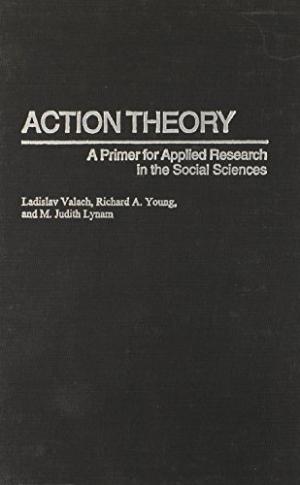 ACTION THEORY
A Primer for Applied Research
in the Social Sciences
Ladislav Valach, Richard A. Young,
and M. Judith Lynam